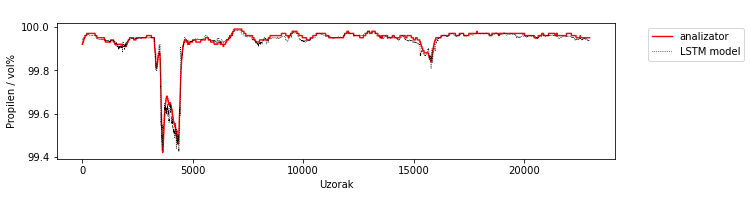 100.0
99.8
99.6
99.4
Propilen / vol%
0
5000
10000
15000
20000
Uzorak
analizator
LSTM model